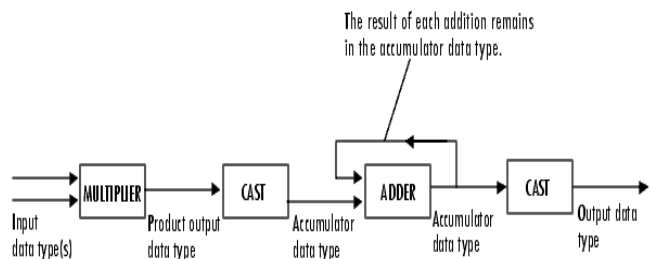 The result of each addition remains
in the accumulator data type.
MULTIPLIER
CAST
ADDER
CAST
Input
data type(s)
Product output
data type
Accumulator
data type
Accumulator
data type
Output data
type